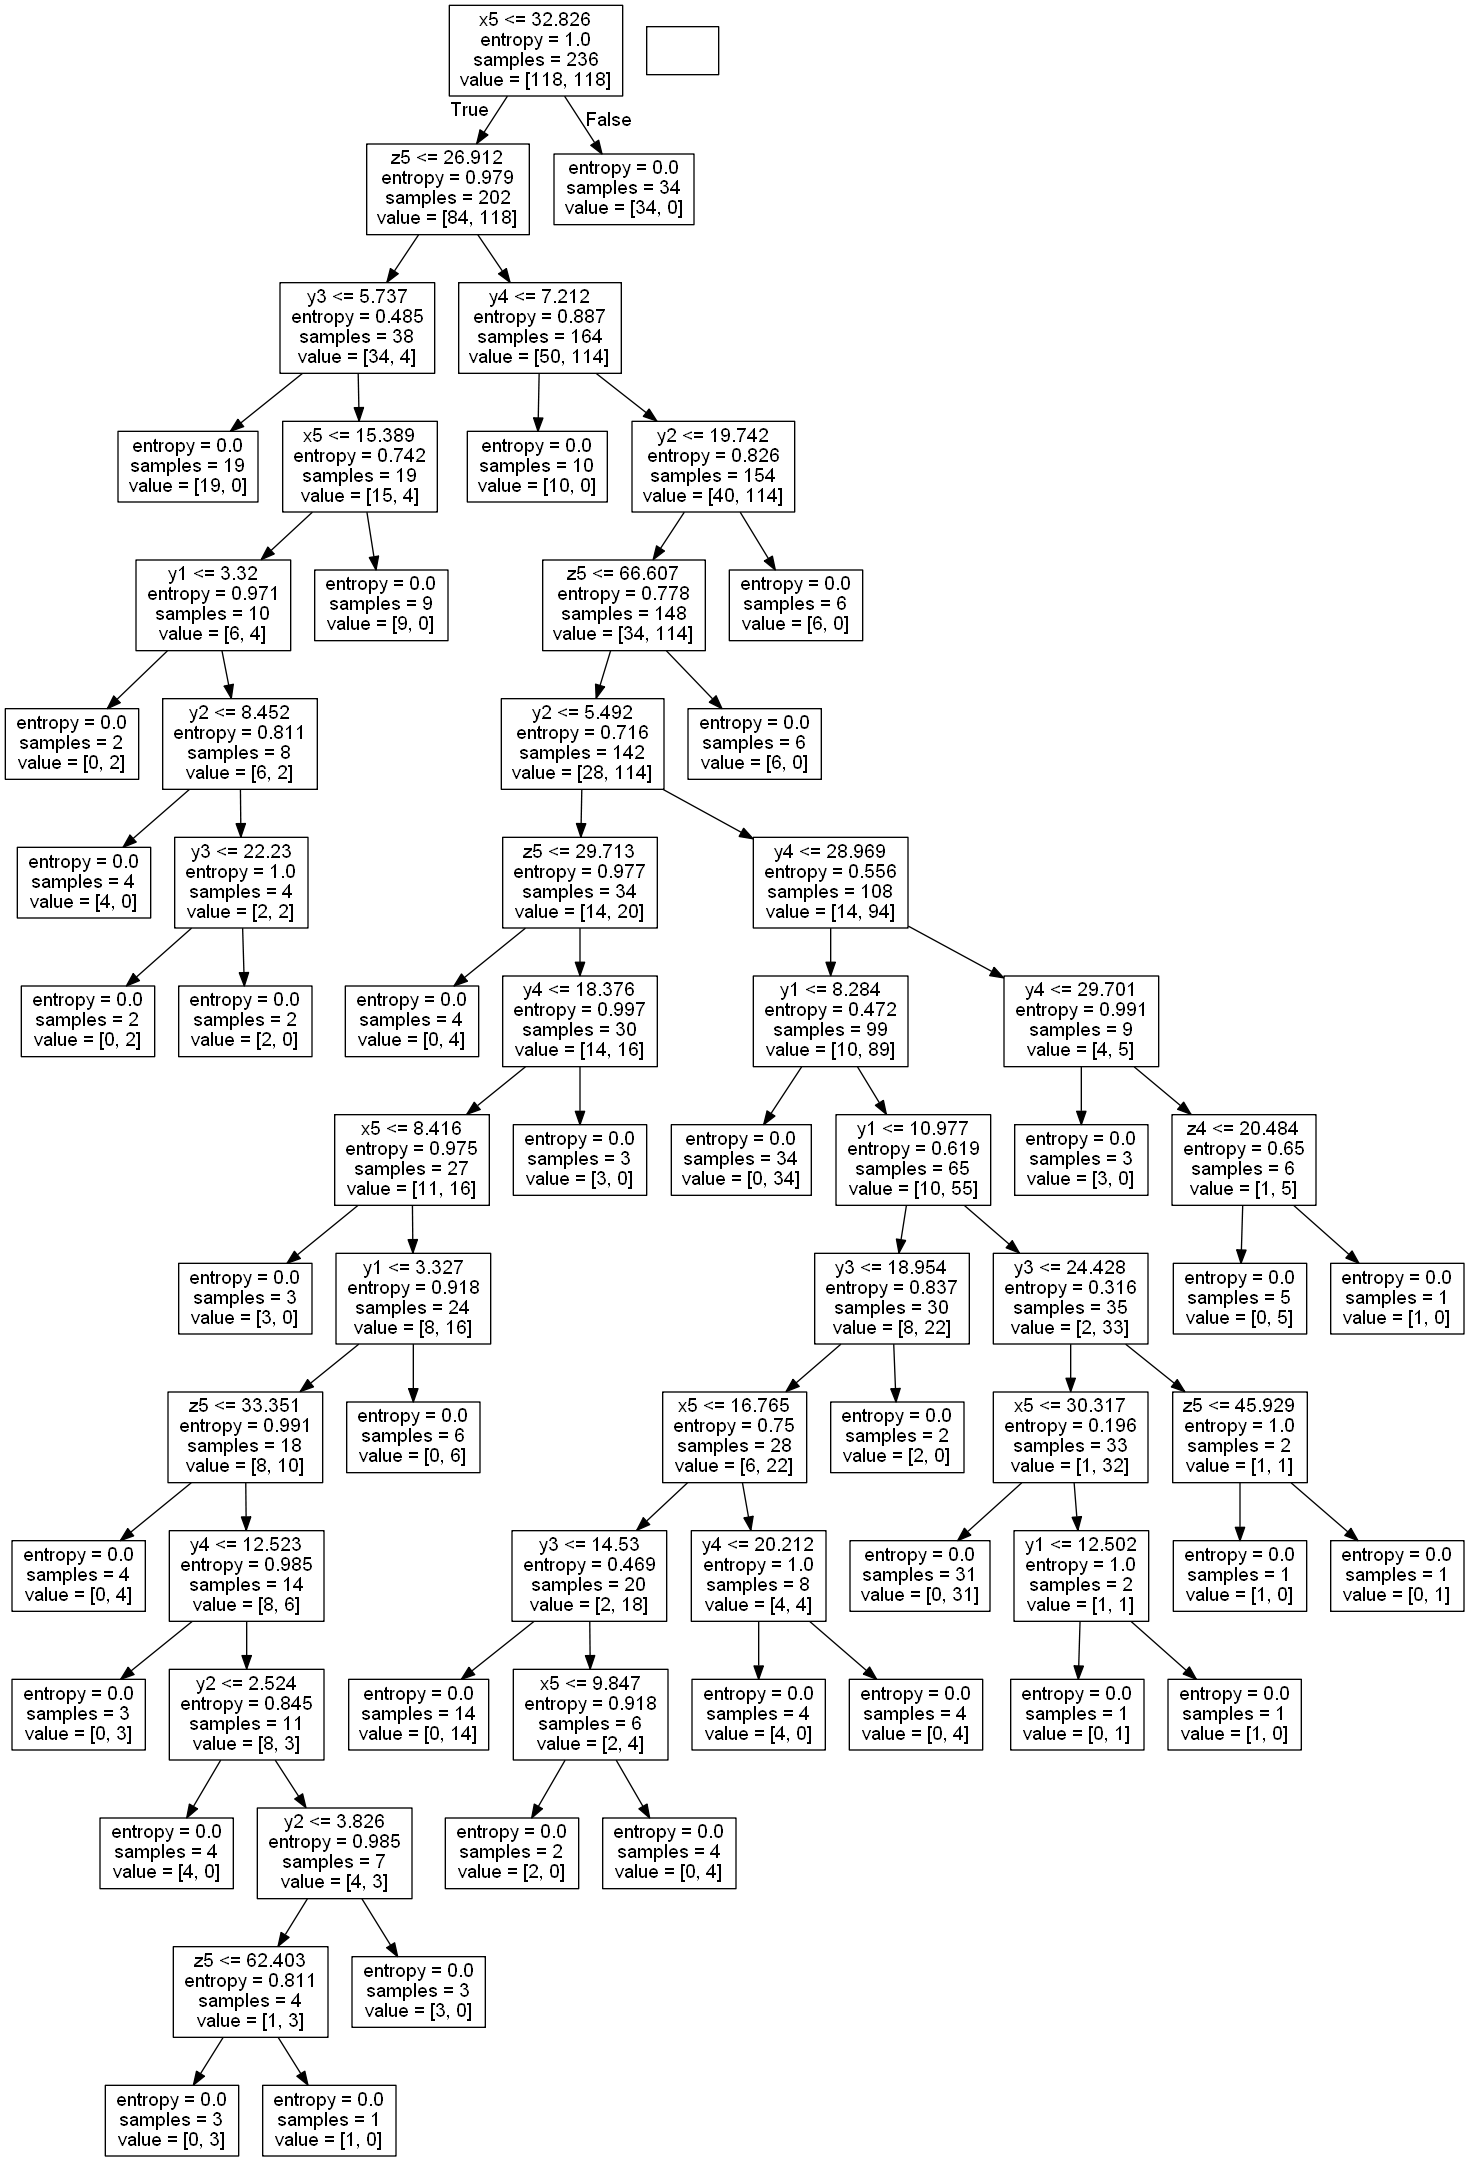 x5 <= 32.826
entropy = 1.0
samples = 236
value = [118, 118]
True
False
z5 <= 26.912
entropy = 0.979
samples = 202
value = [84, 118]
entropy = 0.0
samples = 34
value = [34, 0]
y3 <= 5.737
entropy = 0.485
samples = 38
value = [34, 4]
y4 <= 7.212
entropy = 0.887
samples = 164
value = [50, 114]
entropy = 0.0
samples = 19
value = [19, 0]
x5 <= 15.389
entropy = 0.742
samples = 19
value = [15, 4]
entropy = 0.0
samples = 10
value = [10, 0]
y2 <= 19.742
entropy = 0.826
samples = 154
value = [40, 114]
y1 <= 3.32
entropy = 0.971
samples = 10
value = [6, 4]
entropy = 0.0
samples = 9
value = [9, 0]
z5 <= 66.607
entropy = 0.778
samples = 148
value = [34, 114]
entropy = 0.0
samples = 6
value = [6, 0]
entropy = 0.0
samples = 2
value = [0, 2]
y2 <= 8.452
entropy = 0.811
samples = 8
value = [6, 2]
y2 <= 5.492
entropy = 0.716
samples = 142
value = [28, 114]
entropy = 0.0
samples = 6
value = [6, 0]
entropy = 0.0
samples = 4
value = [4, 0]
y3 <= 22.23
entropy = 1.0
samples = 4
value = [2, 2]
z5 <= 29.713
entropy = 0.977
samples = 34
value = [14, 20]
y4 <= 28.969
entropy = 0.556
samples = 108
value = [14, 94]
entropy = 0.0
samples = 2
value = [0, 2]
entropy = 0.0
samples = 2
value = [2, 0]
entropy = 0.0
samples = 4
value = [0, 4]
y4 <= 18.376
entropy = 0.997
samples = 30
value = [14, 16]
y1 <= 8.284
entropy = 0.472
samples = 99
value = [10, 89]
y4 <= 29.701
entropy = 0.991
samples = 9
value = [4, 5]
x5 <= 8.416
entropy = 0.975
samples = 27
value = [11, 16]
entropy = 0.0
samples = 3
value = [3, 0]
entropy = 0.0
samples = 34
value = [0, 34]
y1 <= 10.977
entropy = 0.619
samples = 65
value = [10, 55]
entropy = 0.0
samples = 3
value = [3, 0]
z4 <= 20.484
entropy = 0.65
samples = 6
value = [1, 5]
entropy = 0.0
samples = 3
value = [3, 0]
y1 <= 3.327
entropy = 0.918
samples = 24
value = [8, 16]
y3 <= 18.954
entropy = 0.837
samples = 30
value = [8, 22]
y3 <= 24.428
entropy = 0.316
samples = 35
value = [2, 33]
entropy = 0.0
samples = 5
value = [0, 5]
entropy = 0.0
samples = 1
value = [1, 0]
z5 <= 33.351
entropy = 0.991
samples = 18
value = [8, 10]
entropy = 0.0
samples = 6
value = [0, 6]
x5 <= 16.765
entropy = 0.75
samples = 28
value = [6, 22]
entropy = 0.0
samples = 2
value = [2, 0]
x5 <= 30.317
entropy = 0.196
samples = 33
value = [1, 32]
z5 <= 45.929
entropy = 1.0
samples = 2
value = [1, 1]
entropy = 0.0
samples = 4
value = [0, 4]
y4 <= 12.523
entropy = 0.985
samples = 14
value = [8, 6]
y3 <= 14.53
entropy = 0.469
samples = 20
value = [2, 18]
y4 <= 20.212
entropy = 1.0
samples = 8
value = [4, 4]
entropy = 0.0
samples = 31
value = [0, 31]
y1 <= 12.502
entropy = 1.0
samples = 2
value = [1, 1]
entropy = 0.0
samples = 1
value = [1, 0]
entropy = 0.0
samples = 1
value = [0, 1]
entropy = 0.0
samples = 3
value = [0, 3]
y2 <= 2.524
entropy = 0.845
samples = 11
value = [8, 3]
entropy = 0.0
samples = 14
value = [0, 14]
x5 <= 9.847
entropy = 0.918
samples = 6
value = [2, 4]
entropy = 0.0
samples = 4
value = [4, 0]
entropy = 0.0
samples = 4
value = [0, 4]
entropy = 0.0
samples = 1
value = [0, 1]
entropy = 0.0
samples = 1
value = [1, 0]
entropy = 0.0
samples = 4
value = [4, 0]
y2 <= 3.826
entropy = 0.985
samples = 7
value = [4, 3]
entropy = 0.0
samples = 2
value = [2, 0]
entropy = 0.0
samples = 4
value = [0, 4]
z5 <= 62.403
entropy = 0.811
samples = 4
value = [1, 3]
entropy = 0.0
samples = 3
value = [3, 0]
entropy = 0.0
samples = 3
value = [0, 3]
entropy = 0.0
samples = 1
value = [1, 0]